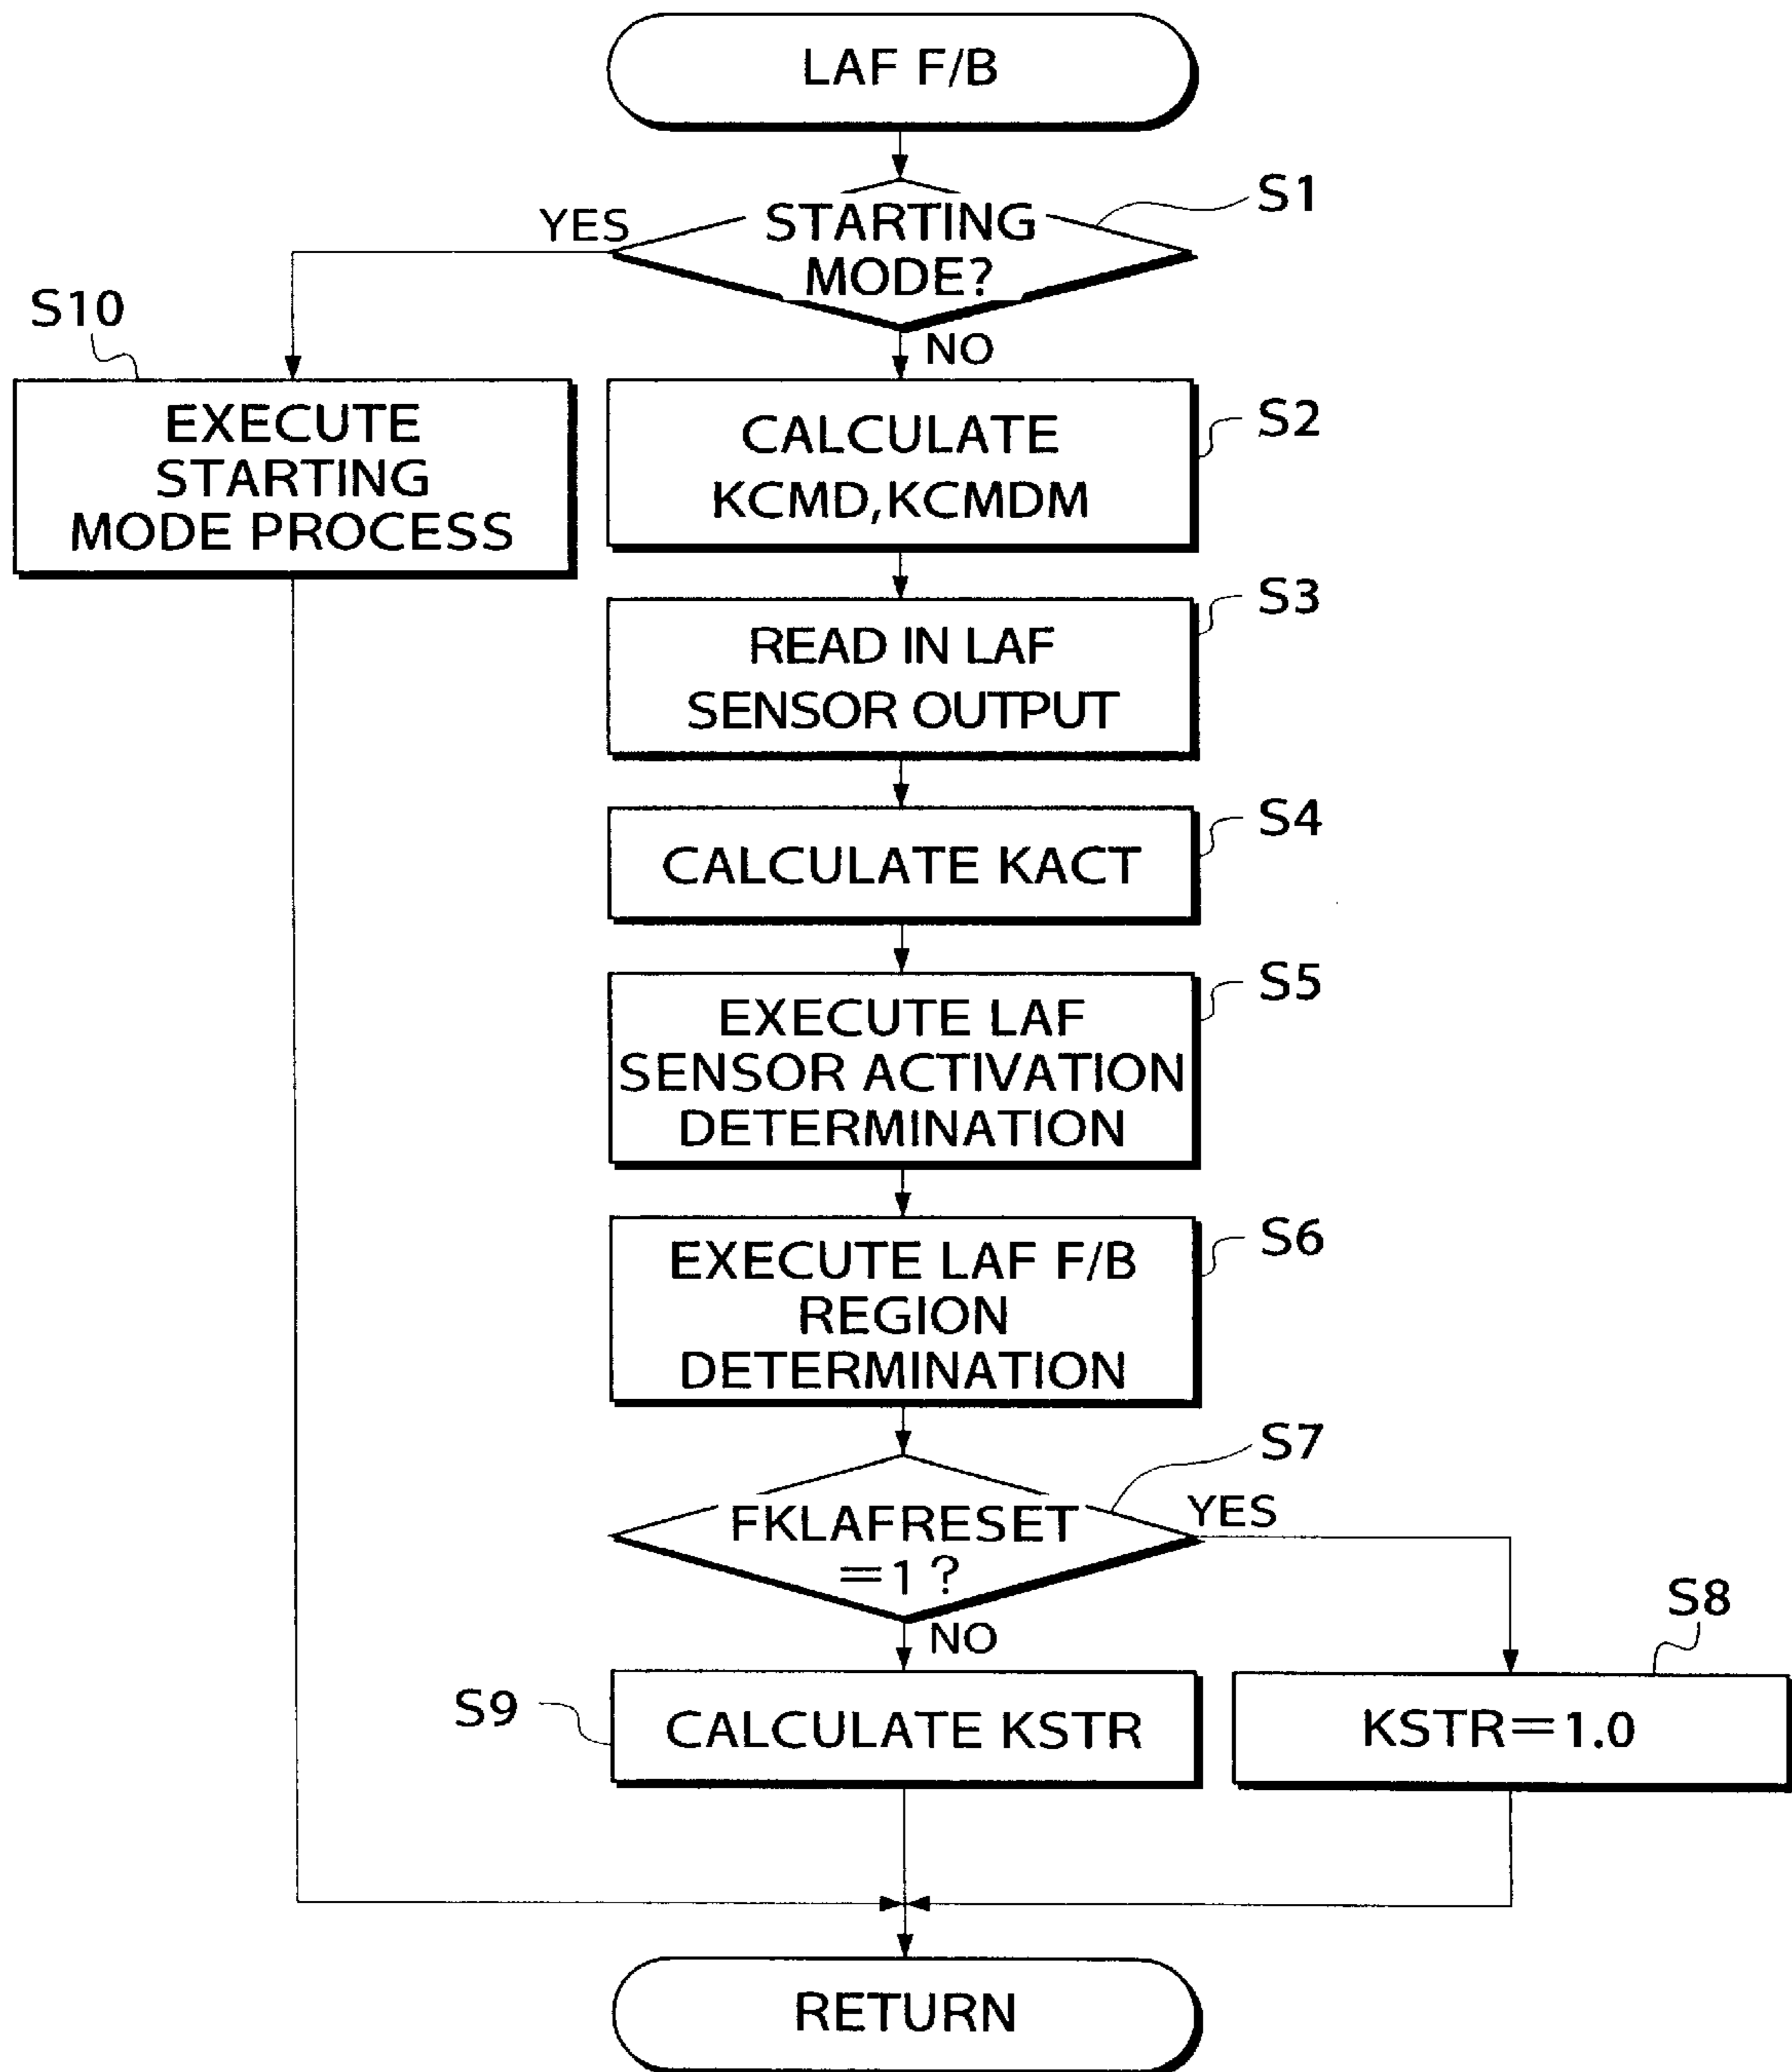 LAF F/B
S1
STARTING
MODE?
YES
NO
S10
EXECUTE
STARTING
MODE PROCESS
S2
CALCULATE
KCMD,KCMDM
S3
READ IN LAF
SENSOR OUTPUT
S4
CALCULATE KACT
S5
EXECUTE LAF
SENSOR ACTIVATION
DETERMINATION
S6
EXECUTE LAF F/B
REGION
DETERMINATION
S7
FKLAFRESET
=1?
YES
NO
S8
KSTR=1.0
S9
CALCULATE KSTR
RETURN